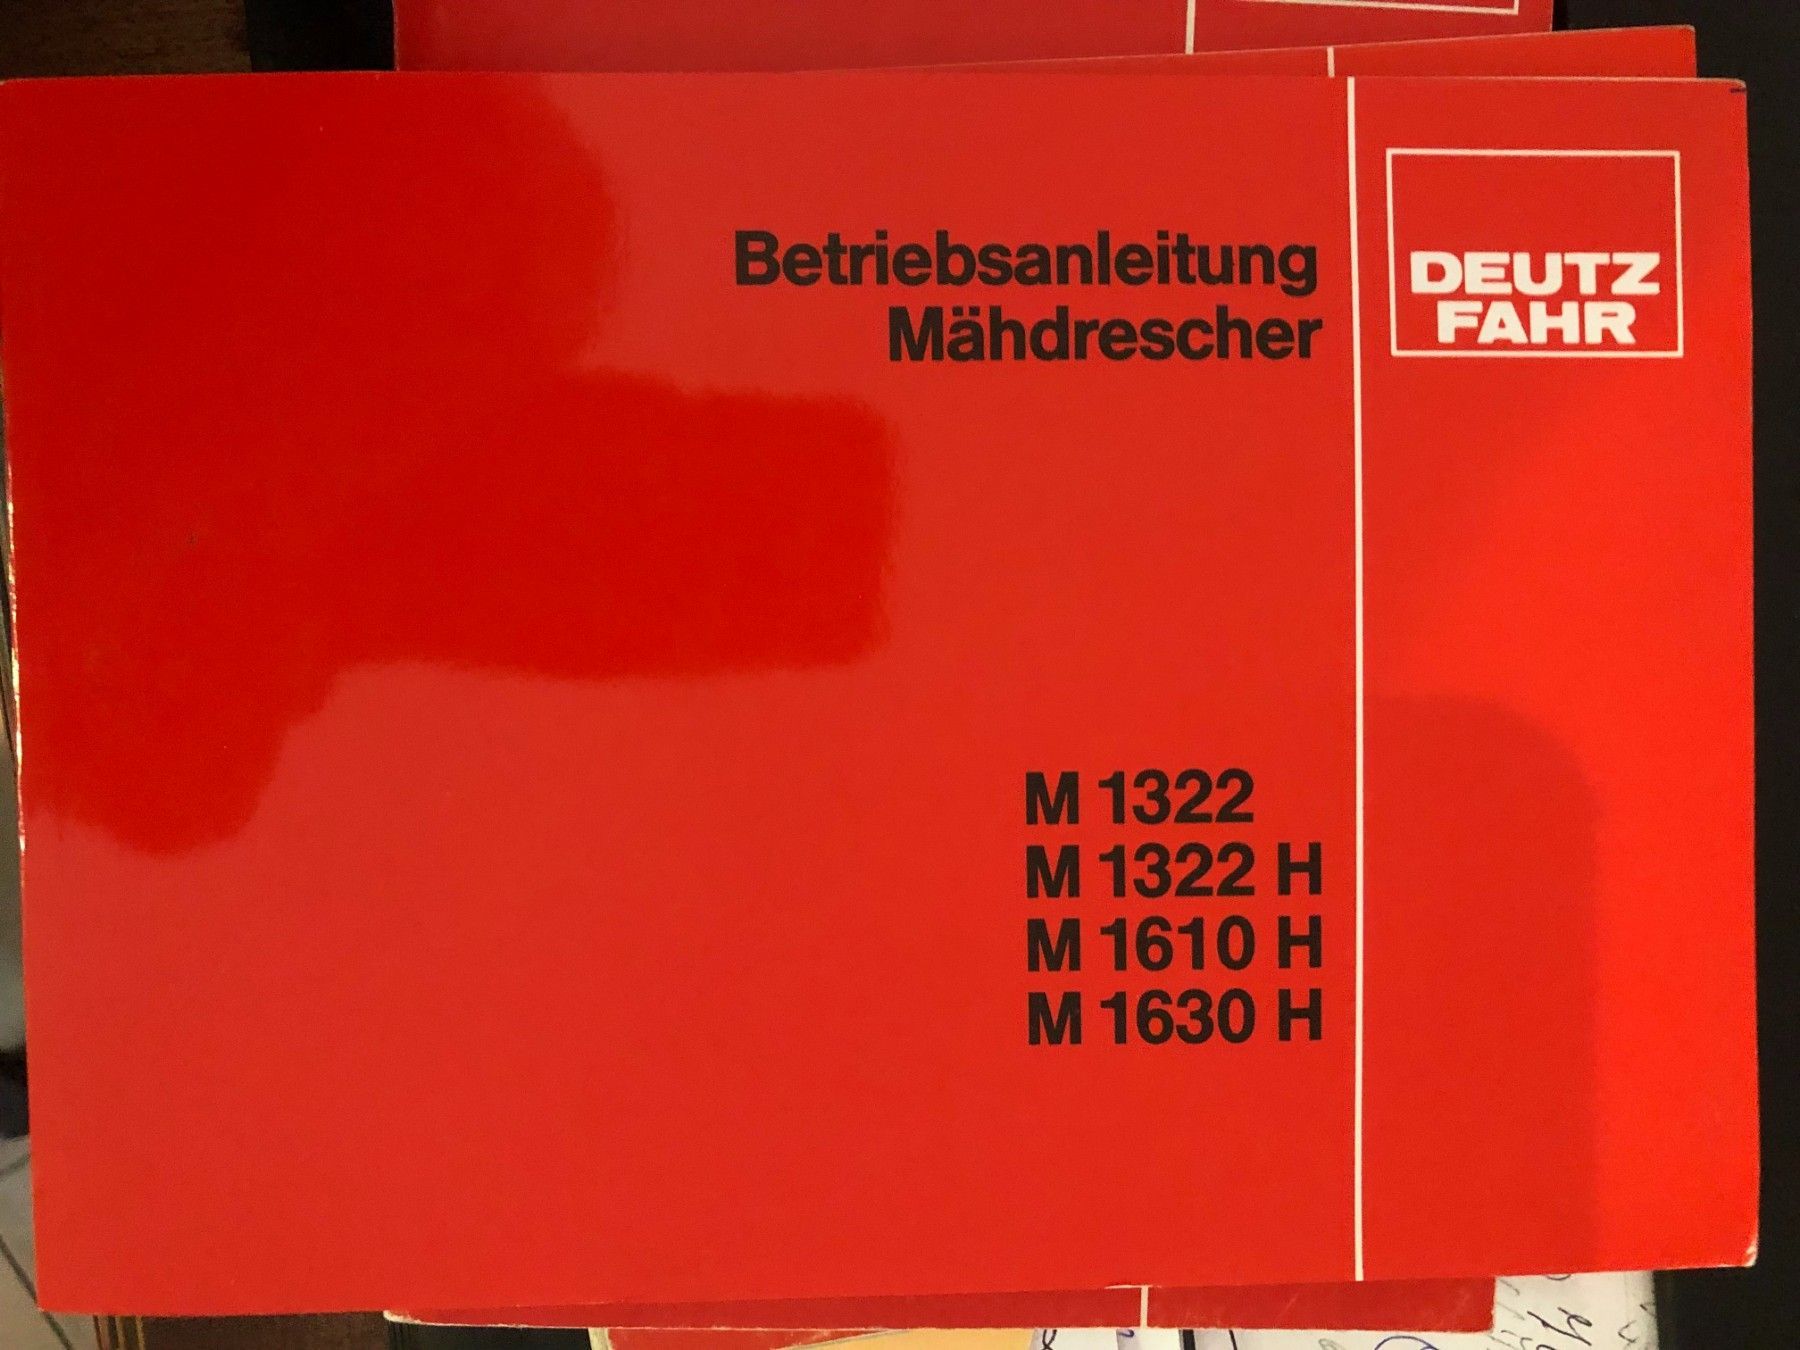 Betriebsanleitung
Mähdrescher
DEUTZ
FAHR
M 1322
M 1322 H
M 1610 H
M 1630 H